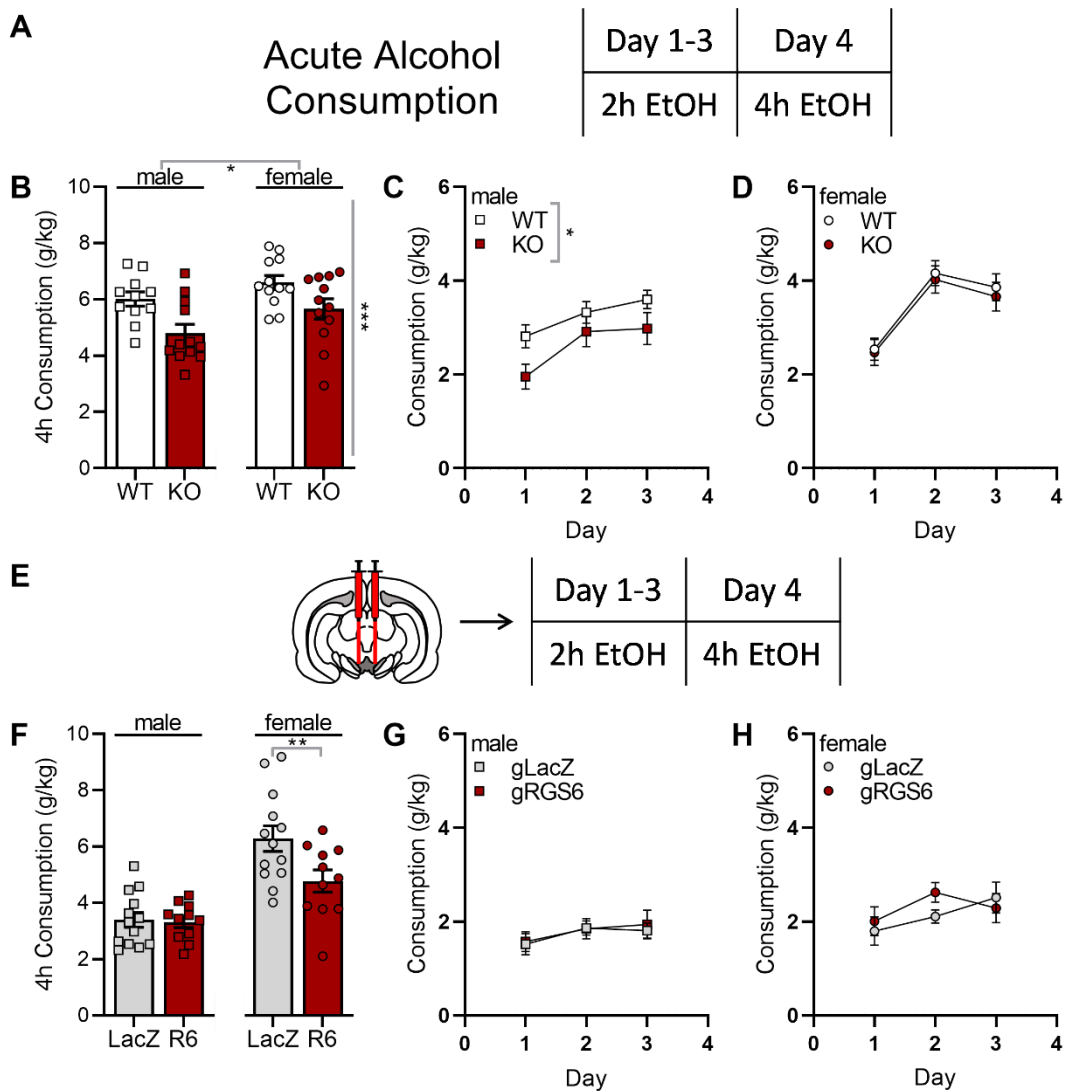 A
Acute Alcohol
Consumption
Day 1-3 Day 4
2h EtOH 4h EtOH
B
male * female
4h Consumption (g/kg)
10
8
6
4
2
0
***
WT KO WT KO
C
male
WT
KO
*
Consumption (g/kg)
6
4
2
0
0 1 2 3 4
Day
D
female
WT
KO
Consumption (g/kg)
6
4
2
0
0 1 2 3 4
Day
E
Day 1-3 Day 4
2h EtOH 4h EtOH
F
male female
**
4h Consumption (g/kg)
10
8
6
4
2
0
LacZ R6 LacZ R6
G
male
gLacZ
gRGS6
Consumption (g/kg)
6
4
2
0
0 1 2 3 4
Day
H
female
gLacZ
gRGS6
Consumption (g/kg)
6
4
2
0
0 1 2 3 4
Day